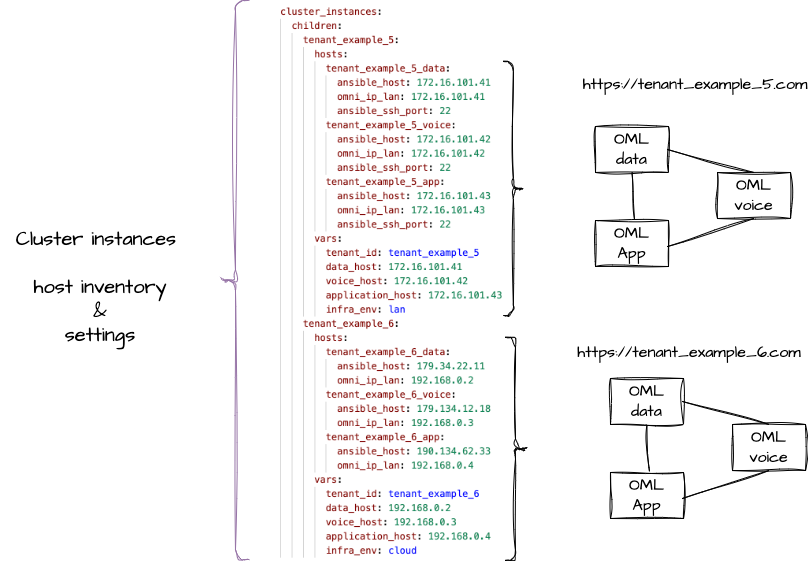 Cluster instances
host inventory
&
settings
cluster_instances:
children:
tenant_example_5:
hosts:
tenant_example_5_data:
ansible_host: 172.16.101.41
omni_ip_lan: 172.16.101.41
ansible_ssh_port: 22
tenant_example_5_voice:
ansible_host: 172.16.101.42
omni_ip_lan: 172.16.101.42
ansible_ssh_port: 22
tenant_example_5_app:
ansible_host: 172.16.101.43
omni_ip_lan: 172.16.101.43
ansible_ssh_port: 22
vars:
tenant_id: tenant_example_5
data_host: 172.16.101.41
voice_host: 172.16.101.42
application_host: 172.16.101.43
infra_env: lan
tenant_example_6:
hosts:
tenant_example_6_data:
ansible_host: 179.34.22.11
omni_ip_lan: 192.168.0.2
tenant_example_6_voice:
ansible_host: 179.134.12.18
omni_ip_lan: 192.168.0.3
tenant_example_6_app:
ansible_host: 190.134.62.33
omni_ip_lan: 192.168.0.4
vars:
tenant_id: tenant_example_6
data_host: 192.168.0.2
voice_host: 192.168.0.3
application_host: 192.168.0.4
infra_env: cloud
https://tenant_example_5.com
OML
data
OML
voice
OML
App
https://tenant_example_6.com
OML
data
OML
voice
OML
App